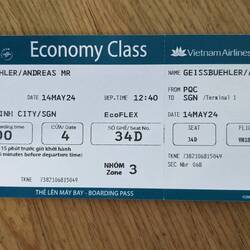 Economy Class
Vietnam Airlines
HLER/ANDREAS MR
GEISSBUEHLER/A
DATE 14MAY24
DEP.TIME 12:40
FROM PQC
TO SGN /Terminal 1
INH CITY/SGN
EcoFLEX
DATE 14MAY24
CỬA
SỐ GHẾ/Seat No.
SEAT
4
34D
34D
15 phút trước giờ khởi hành
5 minutes before departure time)
NHÓM
Zone 3
TKNE 7382106815049
TKNE 7382106815049
SEC Nbr 068
THẺ LÊN MÁY BAY - BOARDING PASS